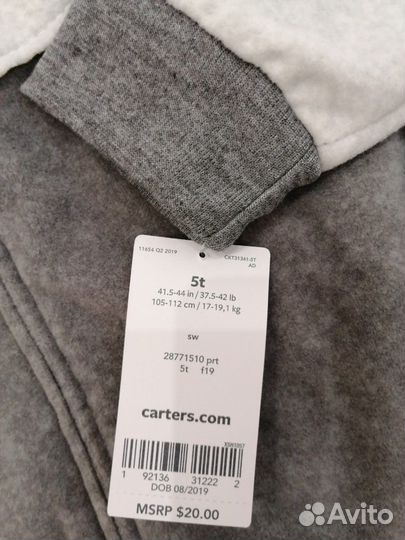 11654 Q2 2019 CKT31361-5T
AD
5t
41.5-44 in / 37.5-42 lb
105-112 cm / 17-19,1 kg
sw
28771510 prt
5t f19
carters.com
1 92136 31222 2
DOB 08/2019
MSRP $20.00
Avito